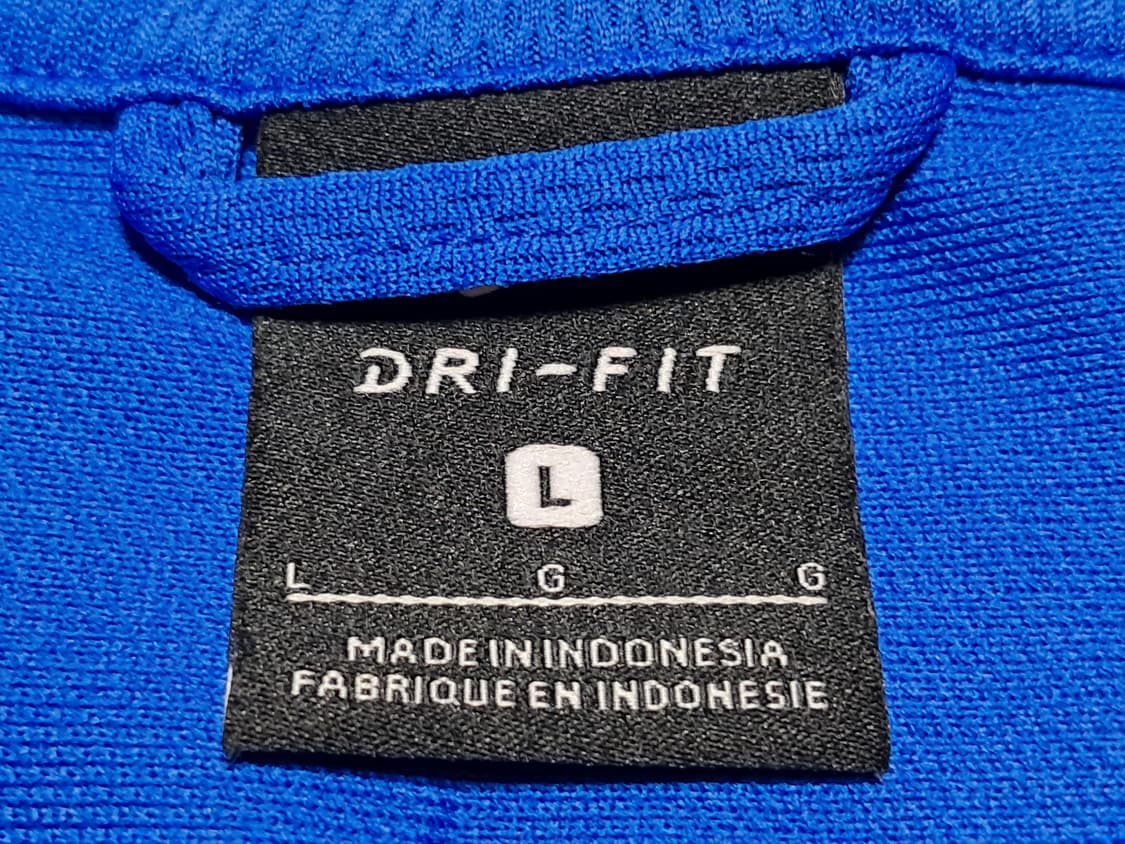 DRI-FIT
L
L G G
MADE IN INDONESIA
FABRIQUE EN INDONESIE